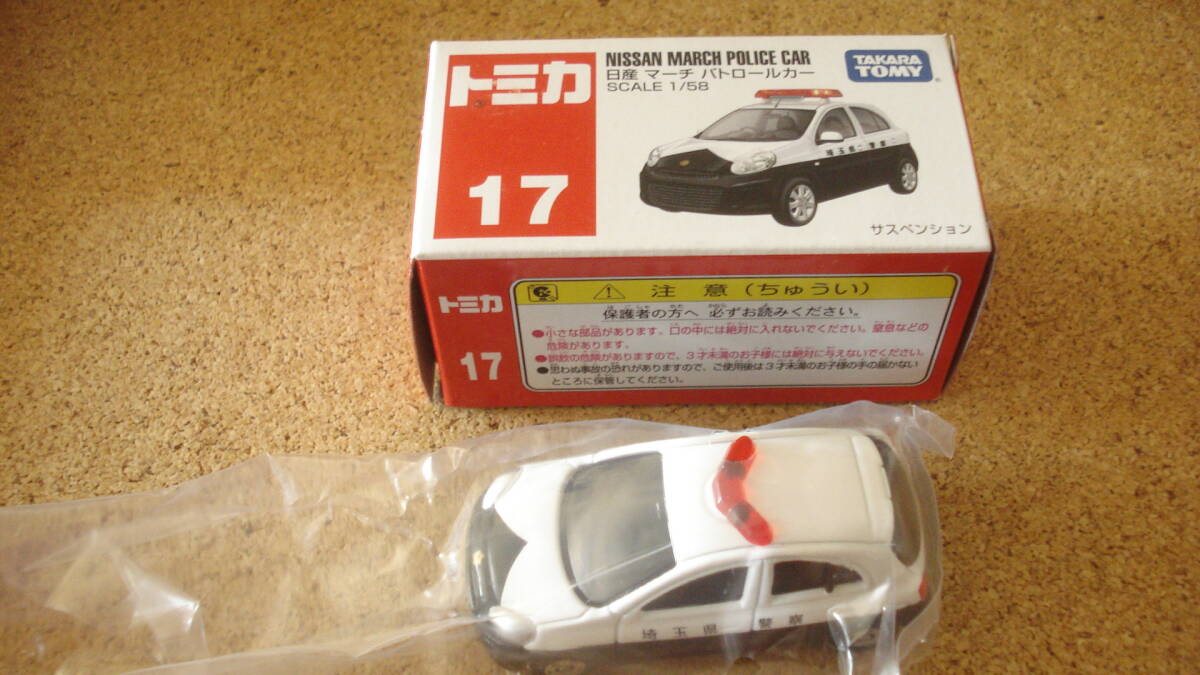 トミカ
17
NISSAN MARCH POLICE CAR
日産 マーチ パトロールカー
SCALE 1/58
TAKARA
TOMY
埼玉県 警察
サスペンション
トミカ
17
注意(ちゅうい)
保護者の方へ 必ずお読みください。
●小さな部品があります。口の中には絶対に入れないでください。窒息などの
危険があります。
●誤飲の危険がありますので、3才未満のお子様には絶対に与えないでください。
●思わぬ事故の恐れがありますので、ご使用後は3才未満のお子様の手の届かない
ところに保管してください。
埼玉県 警察